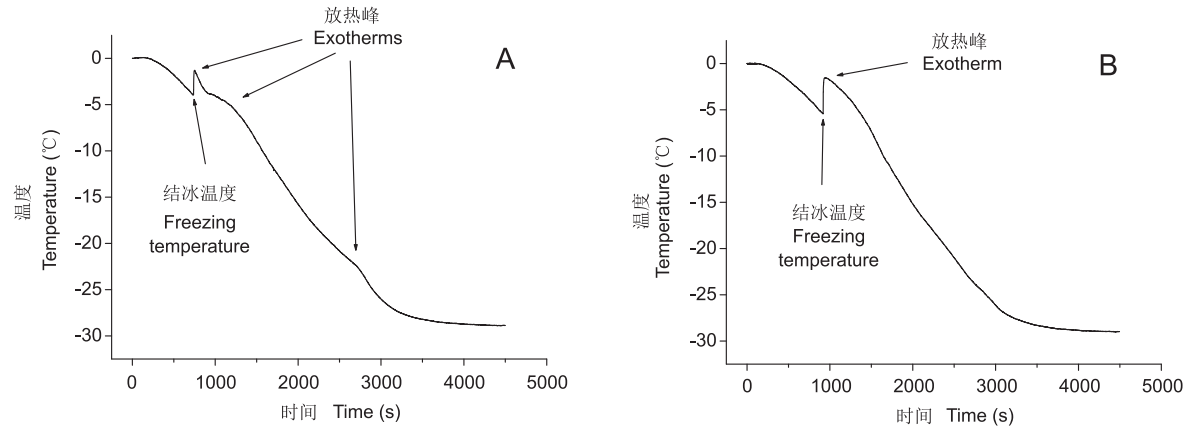 放热峰
Exotherms
A
0
-5
-10
-15
-20
-25
-30
温度
Temperature (℃)
结冰温度
Freezing
temperature
0 1000 2000 3000 4000 5000
时间 Time (s)
放热峰
Exotherm
B
0
-5
-10
-15
-20
-25
-30
温度
Temperature (℃)
结冰温度
Freezing
temperature
0 1000 2000 3000 4000 5000
时间 Time (s)